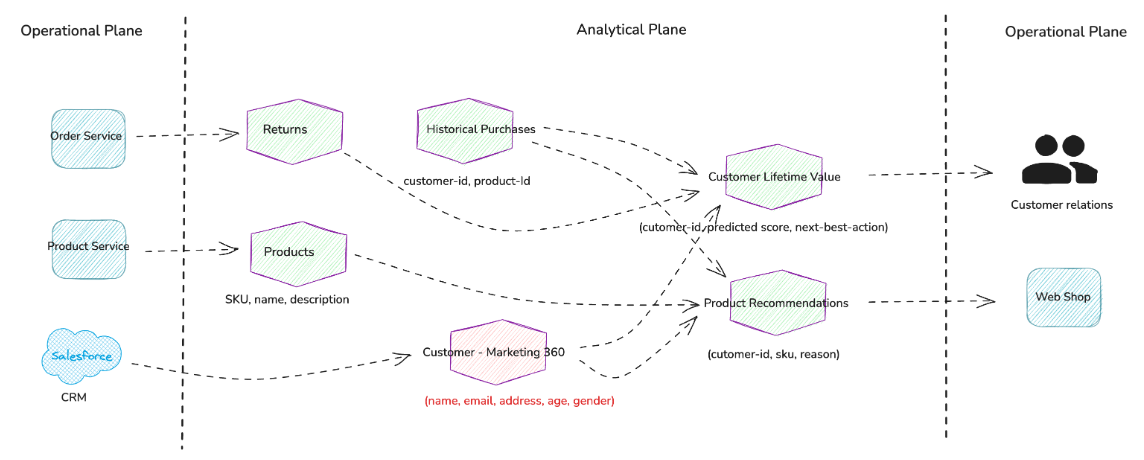 Operational Plane
Analytical Plane
Operational Plane
Order Service
Returns
Historical Purchases
customer-id, product-Id
Customer Lifetime Value
(cutomer-id, predicted score, next-best-action)
Customer relations
Product Service
Products
SKU, name, description
Product Recommendations
(cutomer-id, sku, reason)
Web Shop
Salesforce
CRM
Customer - Marketing 360
(name, email, address, age, gender)